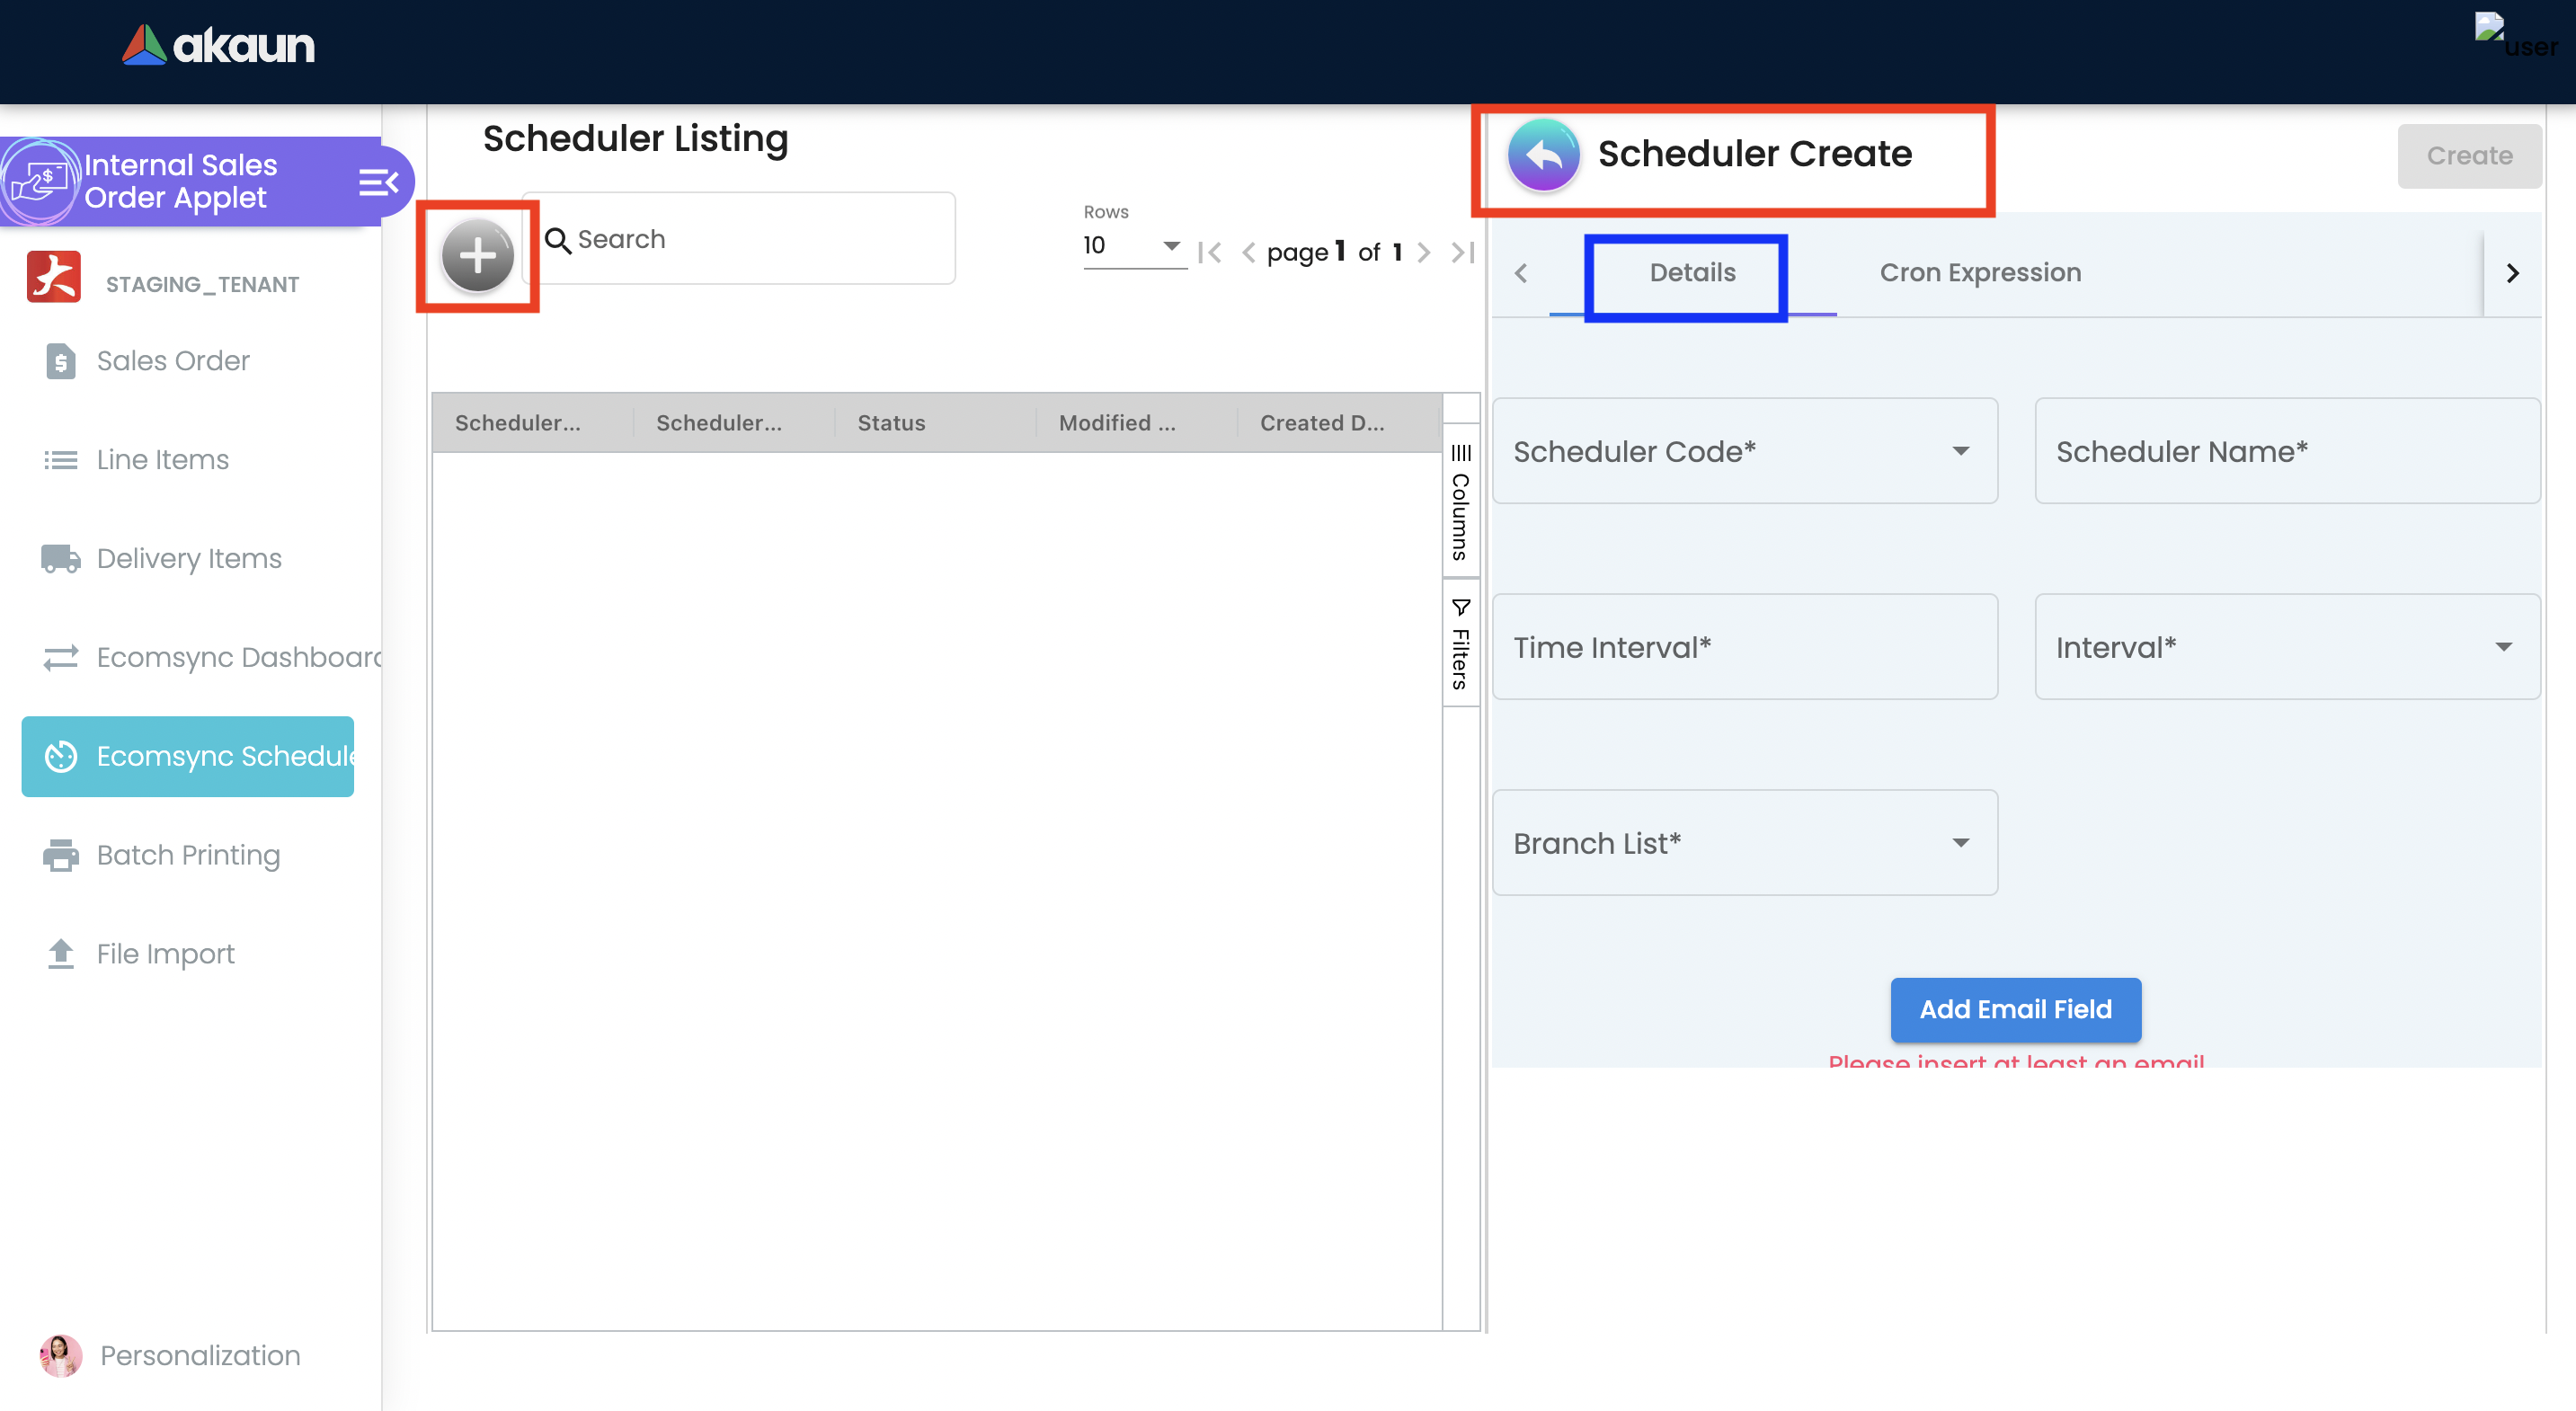 akaun
user
Internal Sales
Order Applet
STAGING_TENANT
Sales Order
Line Items
Delivery Items
Ecomsync Dashboard
Ecomsync Schedule
Batch Printing
File Import
Personalization
Scheduler Listing
Search
Rows
10
page 1 of 1
Scheduler... Scheduler... Status Modified ... Created D...
Columns
Filters
Scheduler Create
Create
Details Cron Expression
Scheduler Code* Scheduler Name*
Time Interval* Interval*
Branch List*
Add Email Field
Please insert at least an email